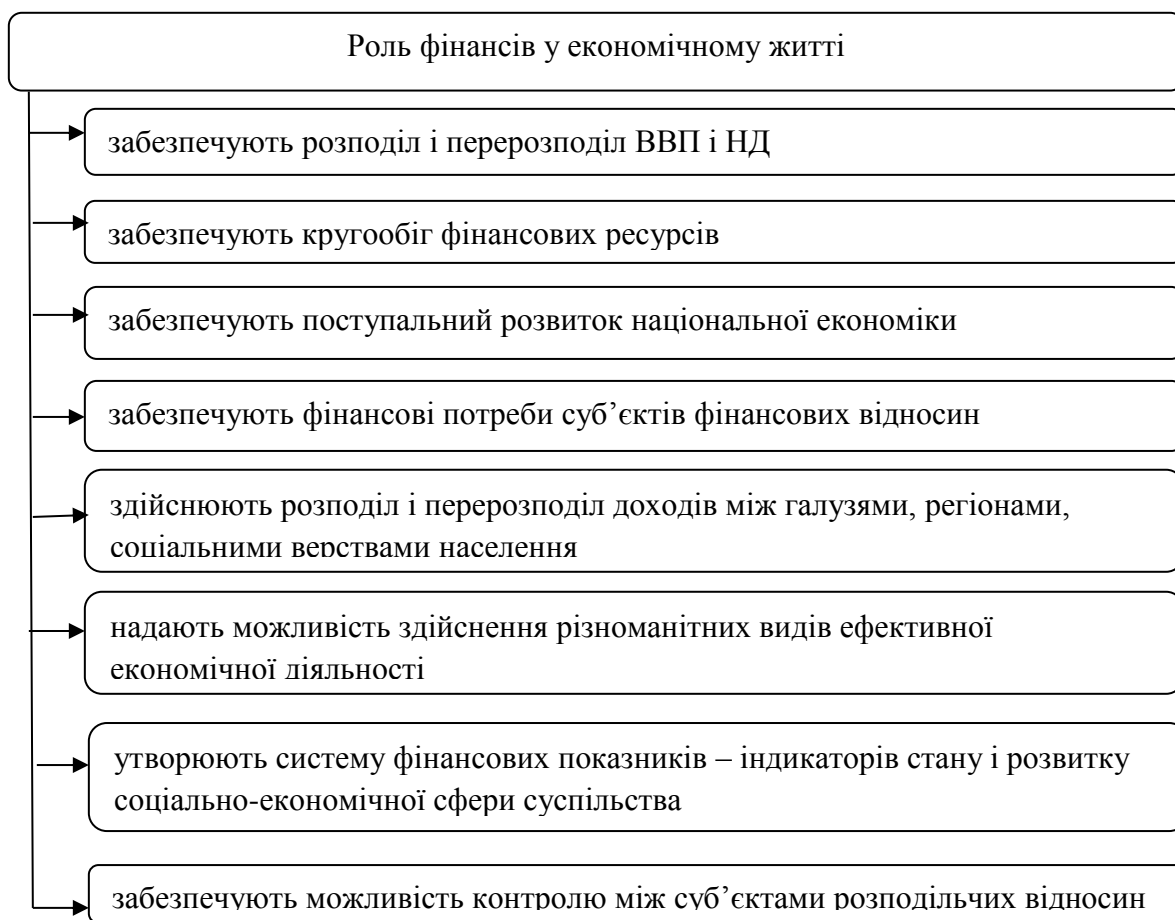 Роль фінансів у економічному житті
забезпечують розподіл і перерозподіл ВВП і НД
забезпечують кругообіг фінансових ресурсів
забезпечують поступальний розвиток національної економіки
забезпечують фінансові потреби суб’єктів фінансових відносин
здійснюють розподіл і перерозподіл доходів між галузями, регіонами,
соціальними верствами населення
надають можливість здійснення різноманітних видів ефективної
економічної діяльності
утворюють систему фінансових показників – індикаторів стану і розвитку
соціально-економічної сфери суспільства
забезпечують можливість контролю між суб’єктами розподільчих відносин